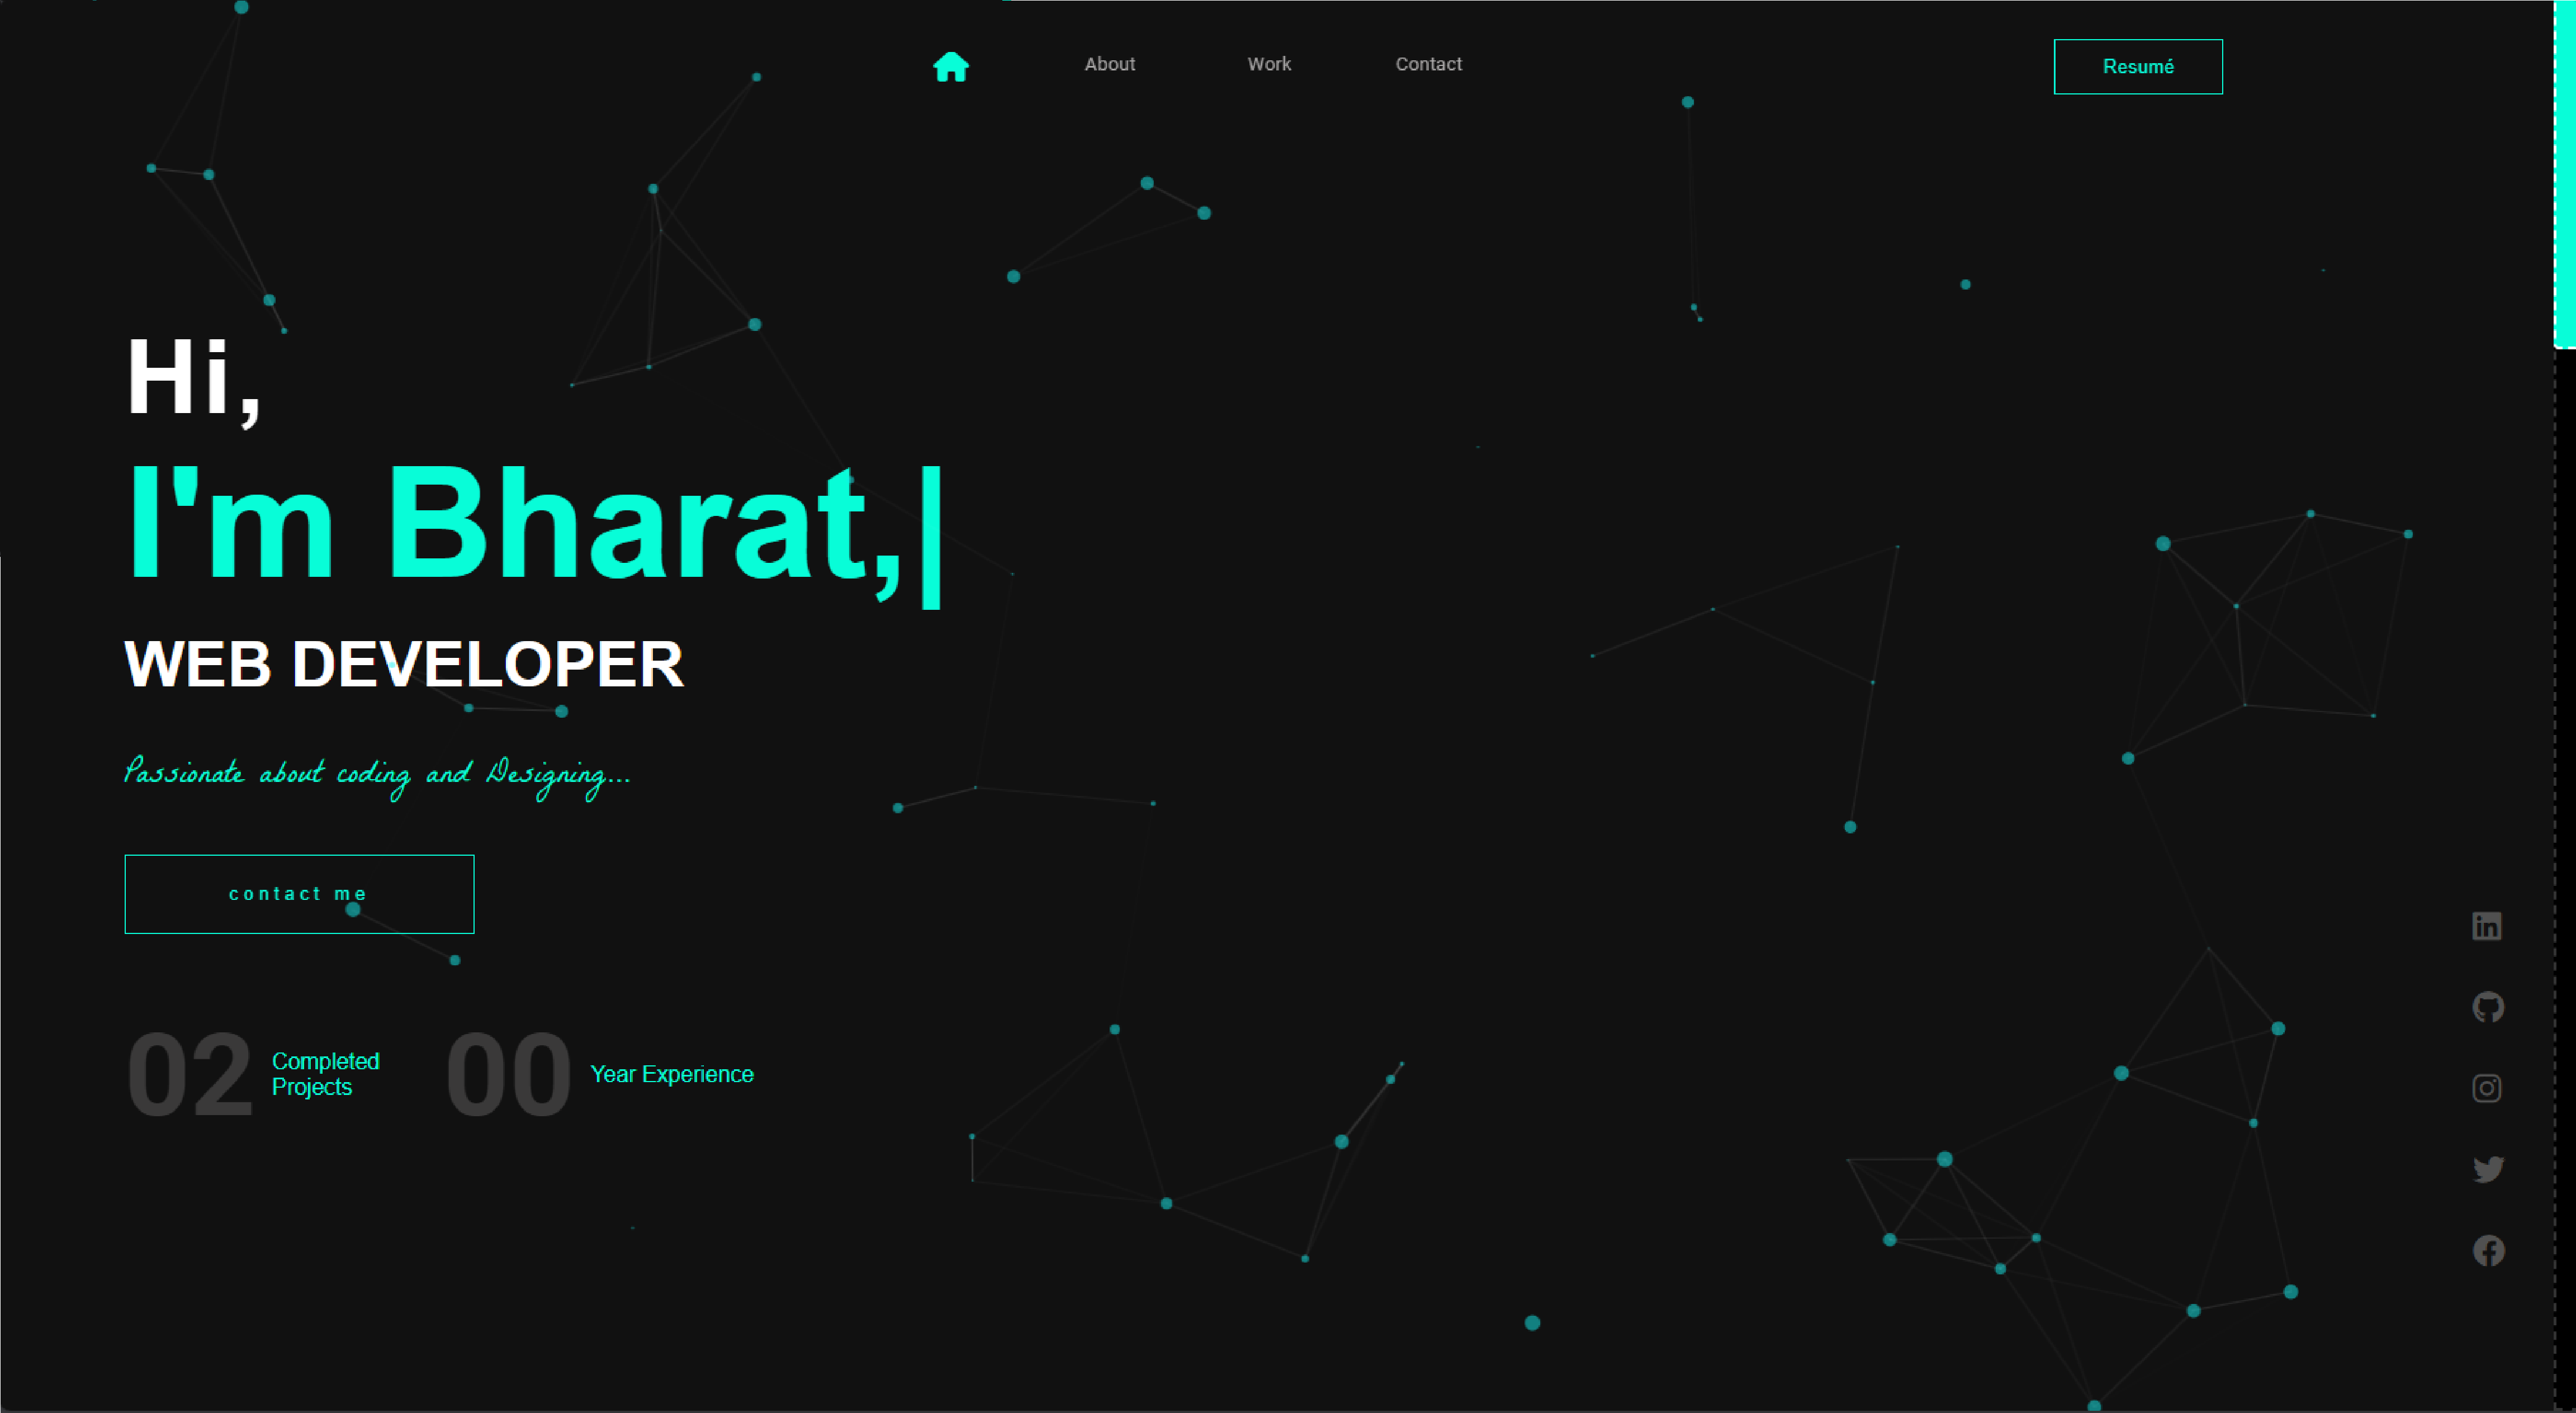 About
Work
Contact
Resumé
Hi,
I'm Bharat,|
WEB DEVELOPER
Passionate about coding and Designing...
contact me
02
Completed
Projects
00
Year Experience